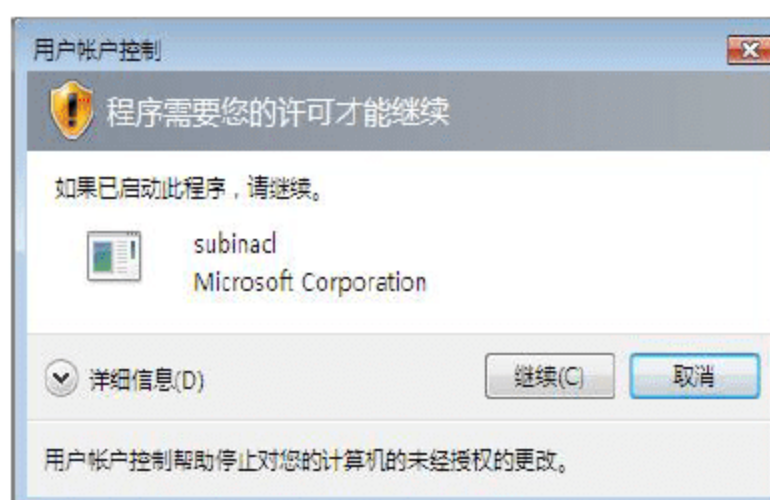 用户帐户控制
程序需要您的许可才能继续
如果已启动此程序，请继续。
subinacl
Microsoft Corporation
详细信息(D)
继续(C)
取消
用户帐户控制帮助停止对您的计算机的未经授权的更改。